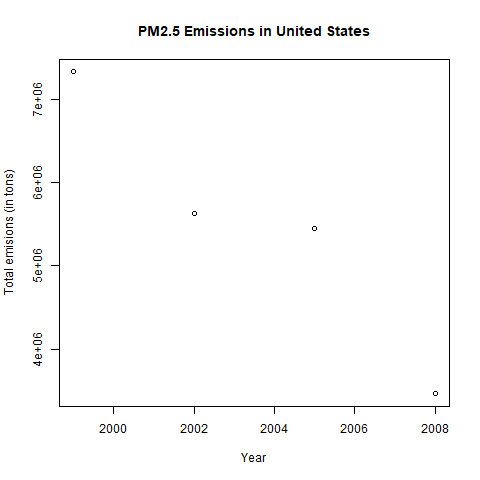 PM2.5 Emissions in United States
Total emisions (in tons)
7e+06
6e+06
5e+06
4e+06
2000 2002 2004 2006 2008
Year